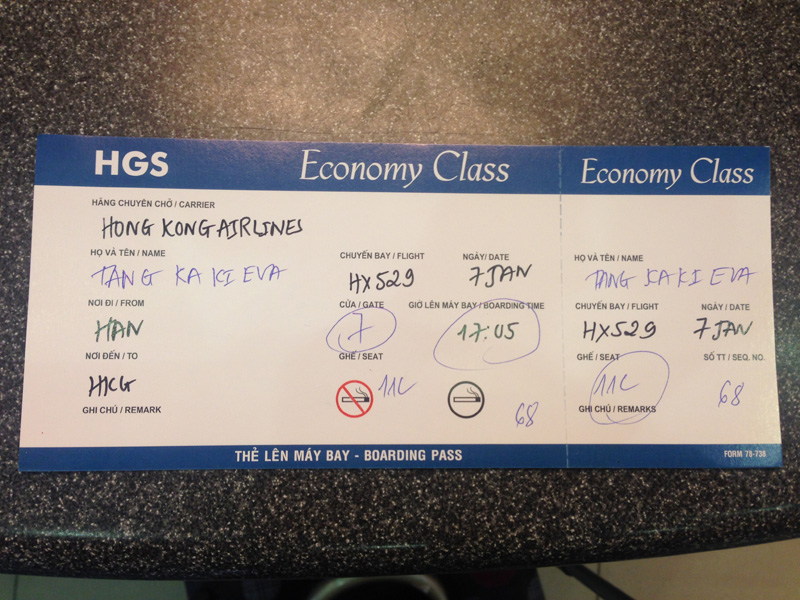 HGS Economy Class Economy Class
HÃNG CHUYÊN CHỞ / CARRIER
HONG KONG AIRLINES
HỌ VÀ TÊN / NAME CHUYẾN BAY / FLIGHT NGÀY/ DATE HỌ VÀ TÊN / NAME
TANG KA KI EVA HX529 7JAN TANG KA KI EVA
NƠI ĐI / FROM CỬA / GATE GIỜ LÊN MÁY BAY / BOARDING TIME CHUYẾN BAY / FLIGHT NGÀY / DATE
HAN 7 17:05 HX529 7JAN
NƠI ĐẾN / TO GHẾ / SEAT GHẾ / SEAT SỐ TT / SEQ. NO.
HKG 11C 11C 68
GHI CHÚ / REMARK 68 GHI CHÚ / REMARKS
THẺ LÊN MÁY BAY - BOARDING PASS FORM 76-736